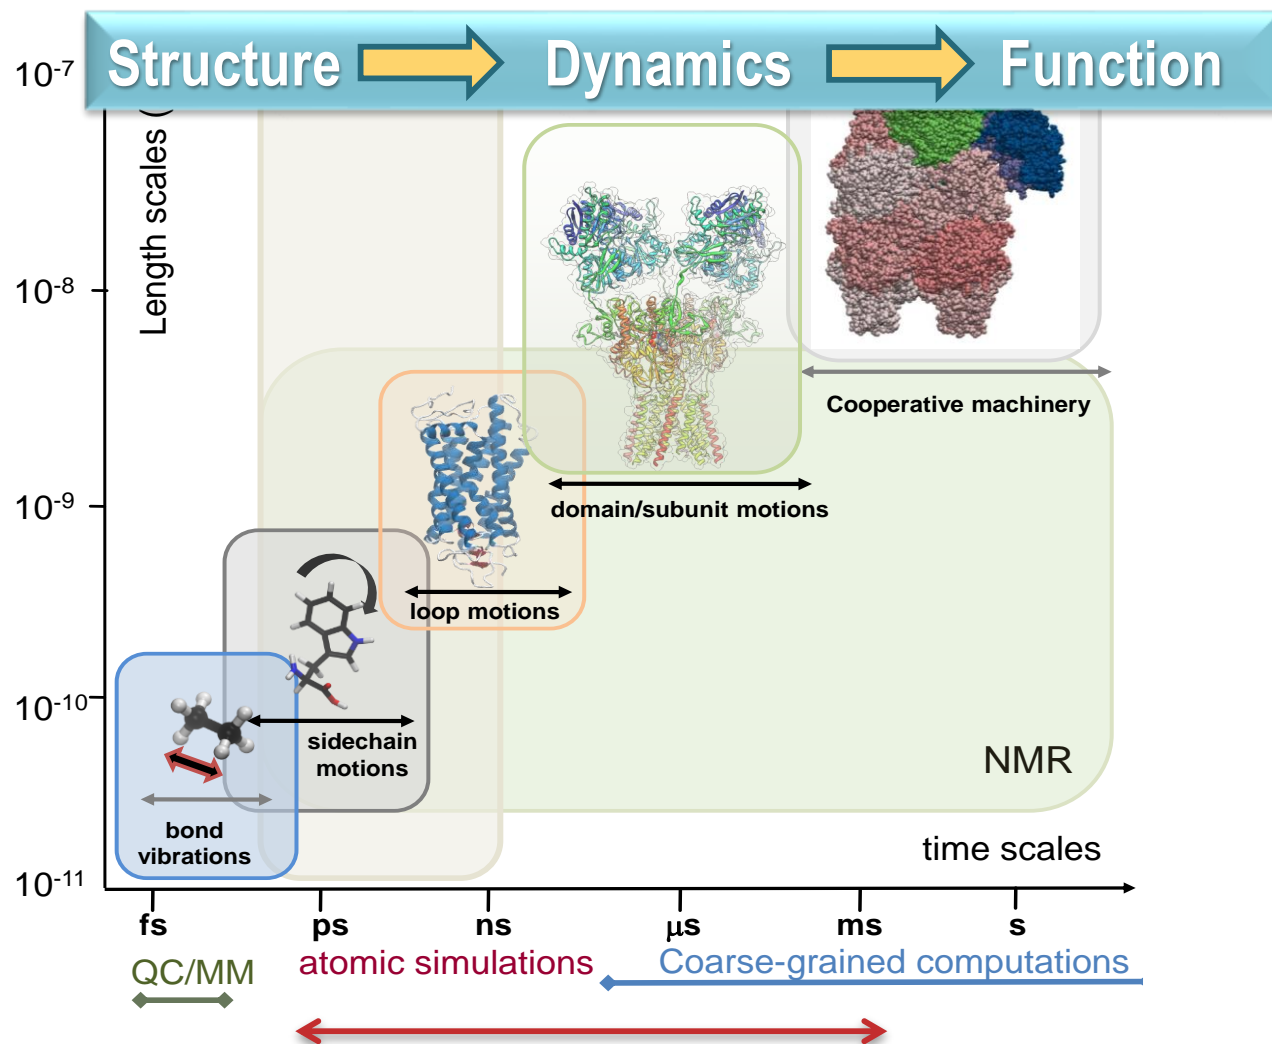 Structure Dynamics Function
10-7
Length scales (
10-8
Cooperative machinery
10-9
domain/subunit motions
loop motions
10-10
sidechain
motions
NMR
bond
vibrations
time scales
10-11
fs ps ns μs ms s
QC/MM atomic simulations Coarse-grained computations